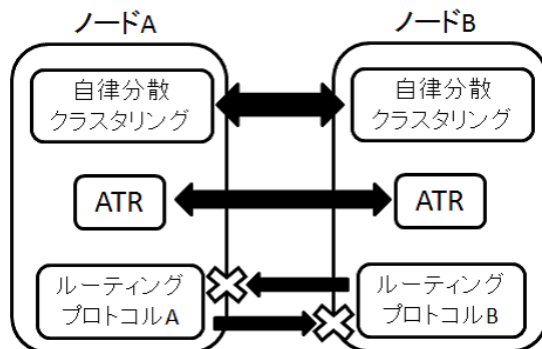 ノードA
ノードB
自律分散
クラスタリング
自律分散
クラスタリング
ATR
ATR
ルーティング
プロトコルA
ルーティング
プロトコルB